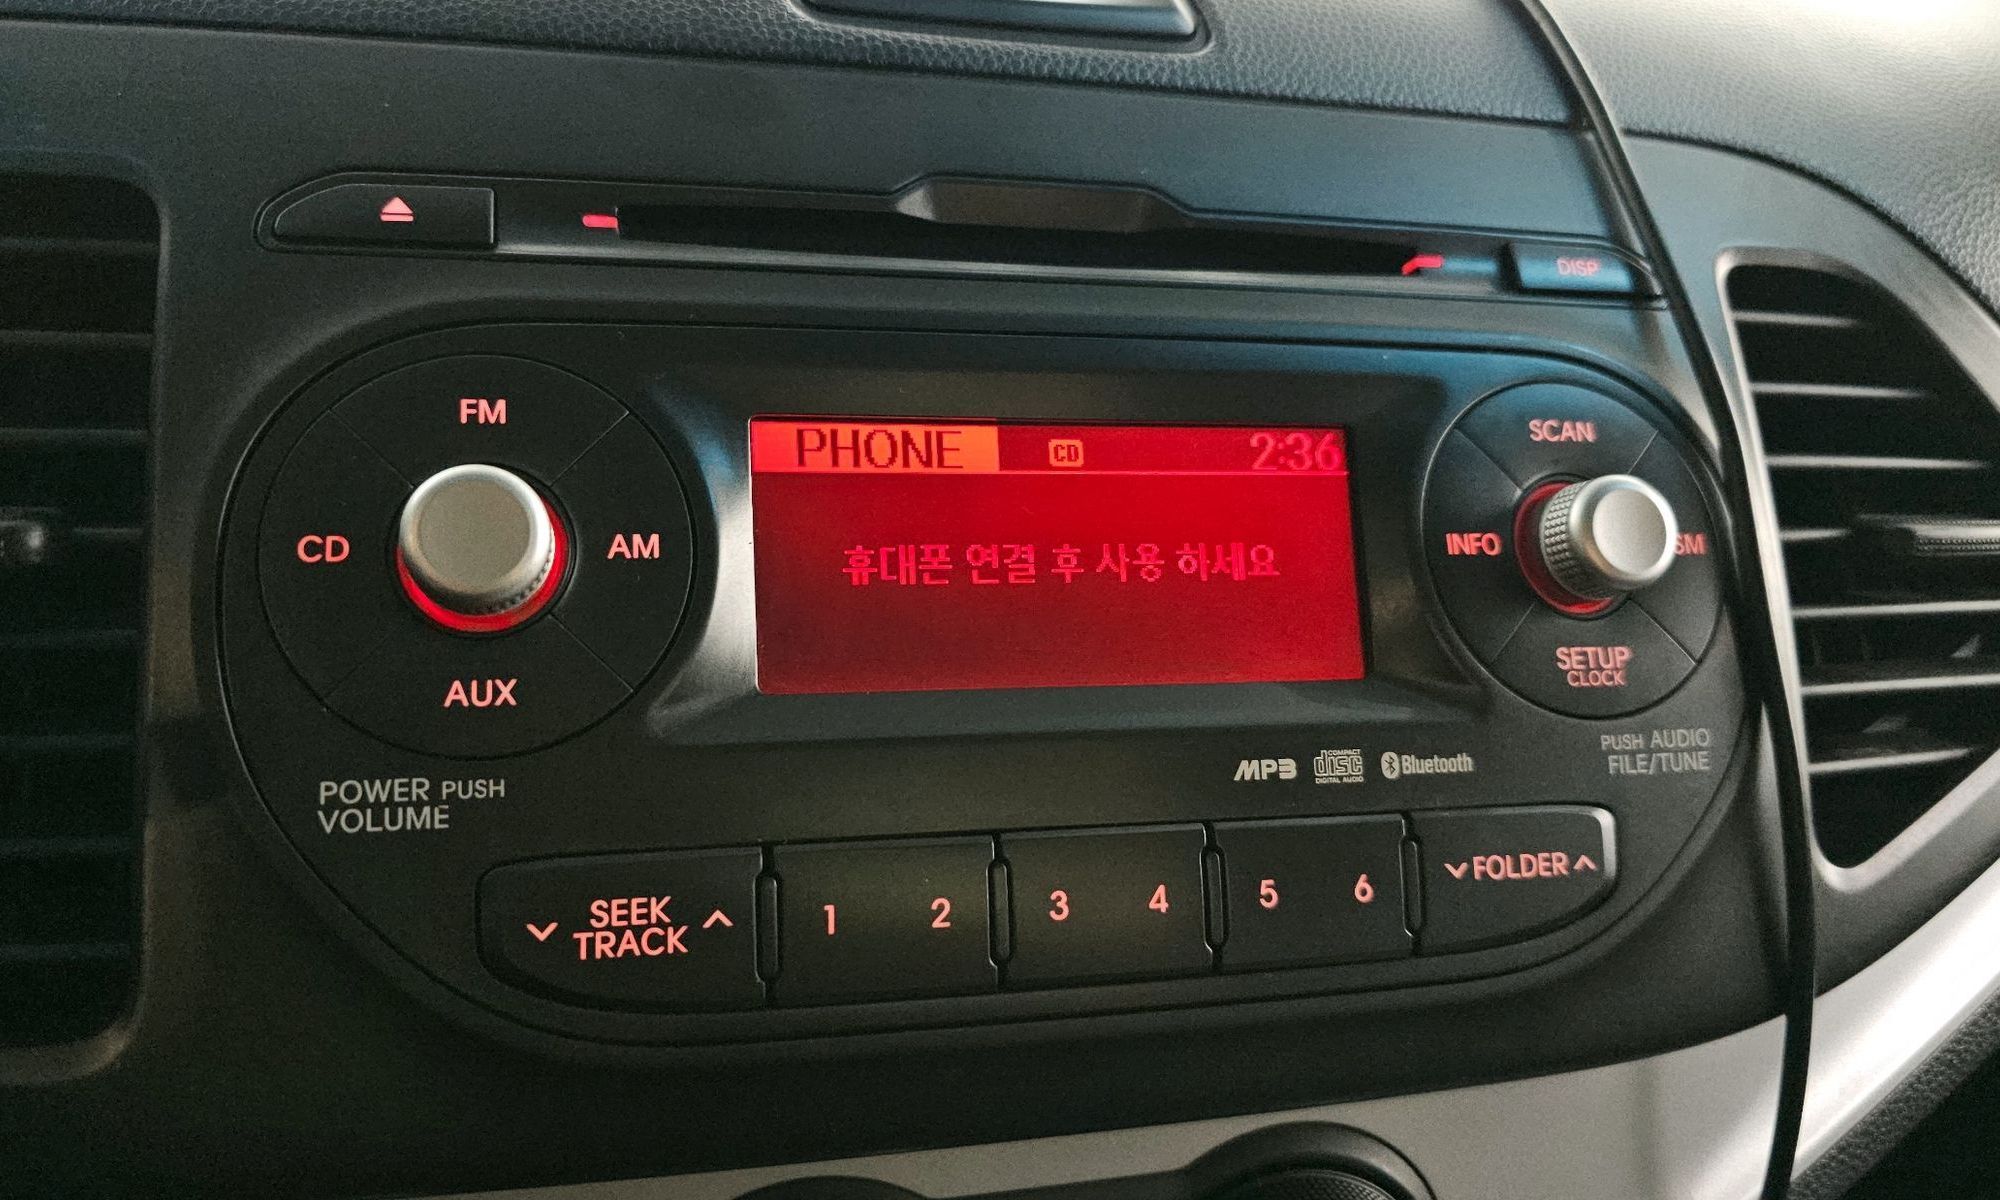 DISP
FM
CD
AM
AUX
POWER PUSH
VOLUME
PHONE CD 2:36
휴대폰 연결 후 사용 하세요
SCAN
INFO
SETUP
CLOCK
PUSH AUDIO
FILE/TUNE
MP3 COMPACT disc DIGITAL AUDIO Bluetooth
SEEK
TRACK
1 2 3 4 5 6
FOLDER